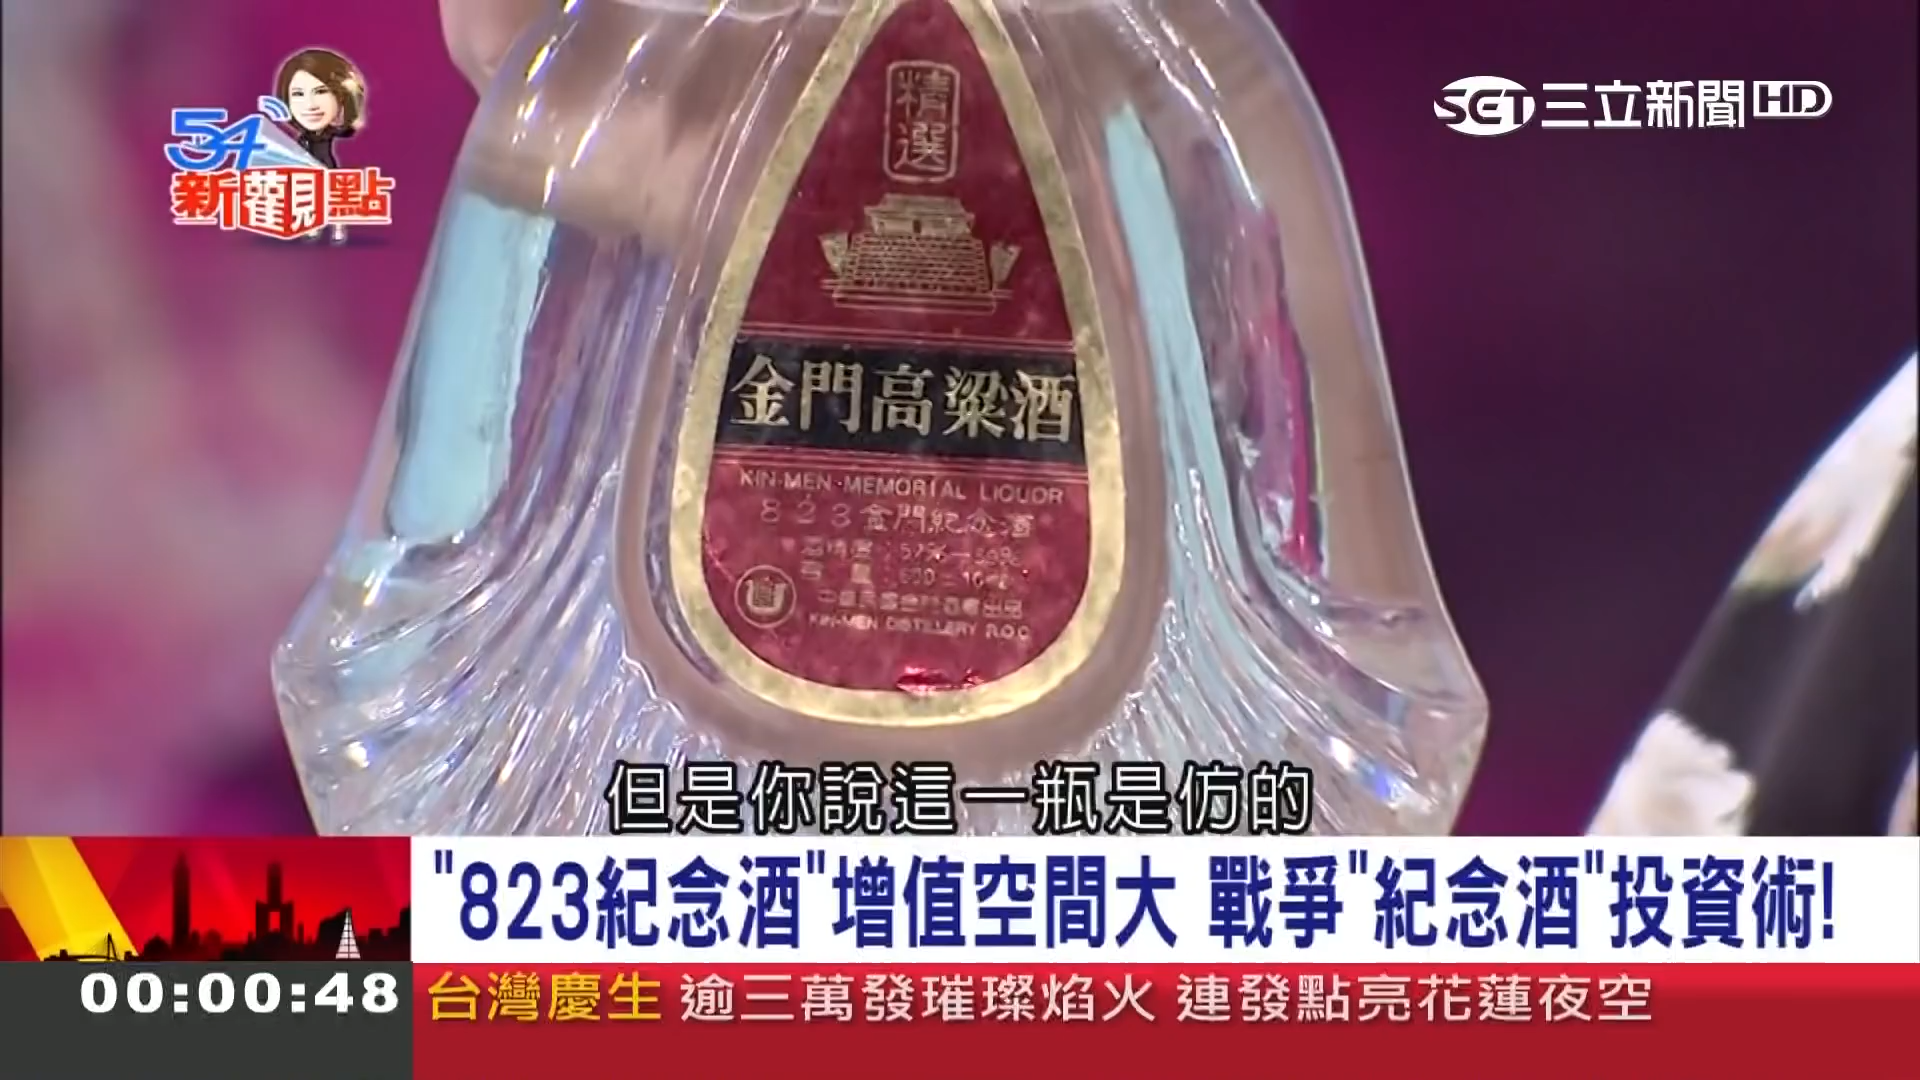 精選
金門高粱酒
KIN-MEN MEMORIAL LIQUOR
823金門紀念酒
KIN-MEN DISTILLERY R.O.C
54新觀點
SET三立新聞HD
但是你說這一瓶是仿的
"823紀念酒"增值空間大 戰爭"紀念酒"投資術!
00:00:48
台灣慶生 逾三萬發璀璨焰火 連發點亮花蓮夜空